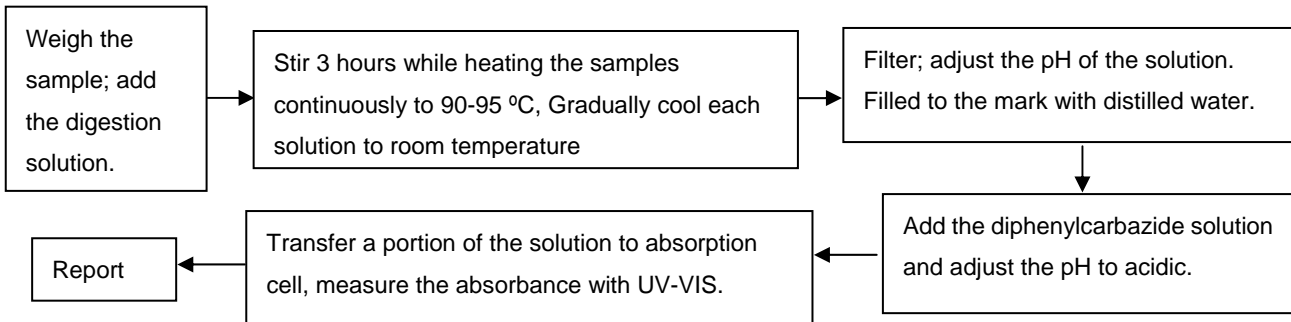 Weigh the
sample; add
the digestion
solution.
Stir 3 hours while heating the samples
continuously to 90-95 ºC, Gradually cool each
solution to room temperature
Filter; adjust the pH of the solution.
Filled to the mark with distilled water.
Add the diphenylcarbazide solution
and adjust the pH to acidic.
Transfer a portion of the solution to absorption
cell, measure the absorbance with UV-VIS.
Report